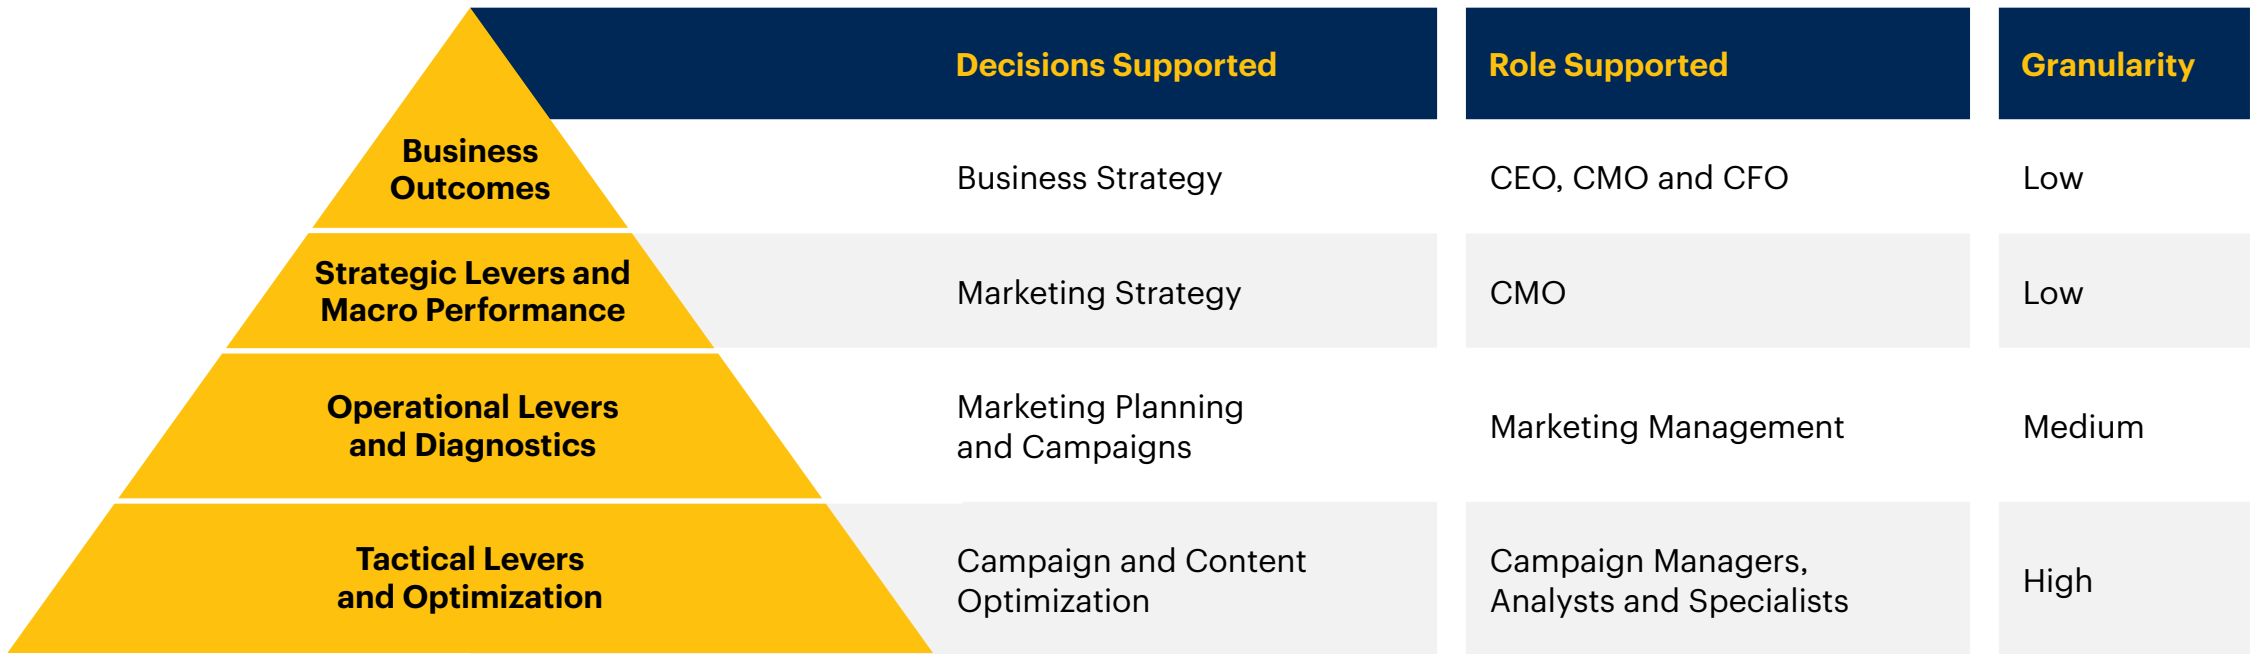 Decisions Supported
Role Supported
Granularity
Business
Outcomes
Business Strategy
CEO, CMO and CFO
Low
Strategic Levers and
Macro Performance
Marketing Strategy
CMO
Low
Operational Levers
and Diagnostics
Marketing Planning
and Campaigns
Marketing Management
Medium
Tactical Levers
and Optimization
Campaign and Content
Optimization
Campaign Managers,
Analysts and Specialists
High